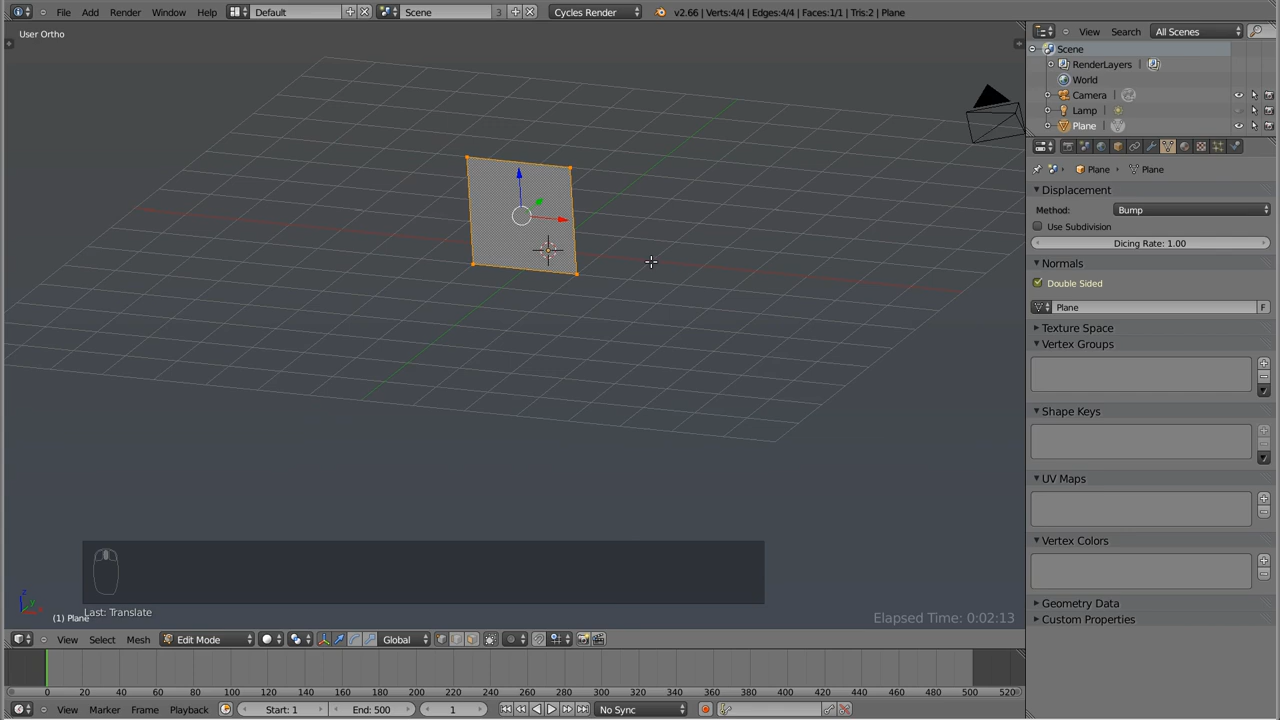 File Add Render Window Help Default Scene 3 Cycles Render v2.66 | Verts:4/4 | Edges:4/4 | Faces:1/1 | Tris:2 | Plane
User Ortho
View Search All Scenes
Scene
RenderLayers
World
Camera
Lamp
Plane
Plane Plane
Displacement
Method: Bump
Use Subdivision
Dicing Rate: 1.00
Normals
Double Sided
Plane F
Texture Space
Vertex Groups
Shape Keys
UV Maps
Vertex Colors
Geometry Data
Custom Properties
Last: Translate
(1) Plane
Elapsed Time: 0:02:13
View Select Mesh Edit Mode Global
0 20 40 60 80 100 120 140 160 180 200 220 240 260 280 300 320 340 360 380 400 420 440 460 480 500 520
View Marker Frame Playback Start: 1 End: 500 1 No Sync